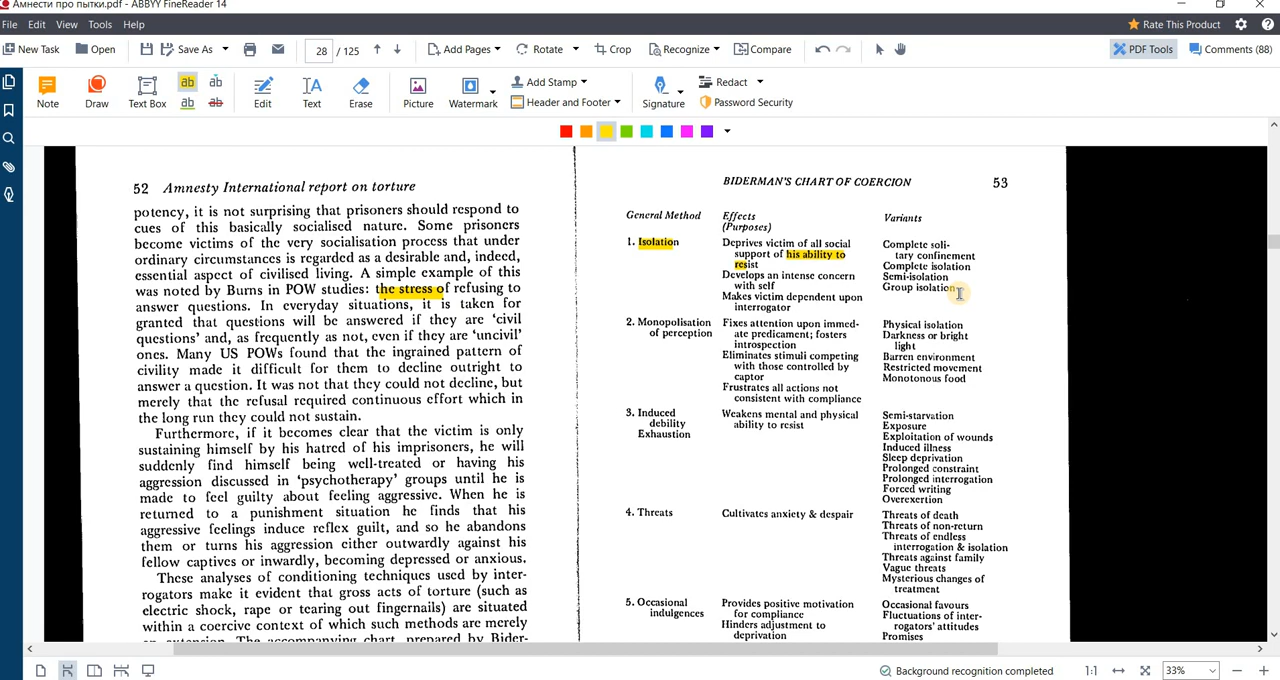 Амнести про пытки.pdf - ABBYY FineReader 14
File Edit View Tools Help
Rate This Product
New Task Open Save As 28 / 125 Add Pages Rotate Crop Recognize Compare PDF Tools Comments (88)
Note Draw Text Box Edit Text Erase Picture Watermark Add Stamp Header and Footer Signature Redact Password Security
52 Amnesty International report on torture
potency, it is not surprising that prisoners should respond to
cues of this basically socialised nature. Some prisoners
become victims of the very socialisation process that under
ordinary circumstances is regarded as a desirable and, indeed,
essential aspect of civilised living. A simple example of this
was noted by Burns in POW studies: the stress of refusing to
answer questions. In everyday situations, it is taken for
granted that questions will be answered if they are 'civil
questions' and, as frequently as not, even if they are 'uncivil'
ones. Many US POWs found that the ingrained pattern of
civility made it difficult for them to decline outright to
answer a question. It was not that they could not decline, but
merely that the refusal required continuous effort which in
the long run they could not sustain.
Furthermore, if it becomes clear that the victim is only
sustaining himself by his hatred of his imprisoners, he will
suddenly find himself being well-treated or having his
aggression discussed in 'psychotherapy' groups until he is
made to feel guilty about feeling aggressive. When he is
returned to a punishment situation he finds that his
aggressive feelings induce reflex guilt, and so he abandons
them or turns his aggression either outwardly against his
fellow captives or inwardly, becoming depressed or anxious.
These analyses of conditioning techniques used by inter-
rogators make it evident that gross acts of torture (such as
electric shock, rape or tearing out fingernails) are situated
within a coercive context of which such methods are merely
an extension. The accompanying chart, prepared by Bider-
BIDERMAN'S CHART OF COERCION 53
General Method
Effects
(Purposes)
Variants
1. Isolation
Deprives victim of all social
support of his ability to
resist
Develops an intense concern
with self
Makes victim dependent upon
interrogator
Complete soli-
tary confinement
Complete isolation
Semi-isolation
Group isolation
2. Monopolisation
of perception
Fixes attention upon immed-
iate predicament; fosters
introspection
Eliminates stimuli competing
with those controlled by
captor
Frustrates all actions not
consistent with compliance
Physical isolation
Darkness or bright
light
Barren environment
Restricted movement
Monotonous food
3. Induced
debility
Exhaustion
Weakens mental and physical
ability to resist
Semi-starvation
Exposure
Exploitation of wounds
Induced illness
Sleep deprivation
Prolonged constraint
Prolonged interrogation
Forced writing
Overexertion
4. Threats
Cultivates anxiety & despair
Threats of death
Threats of non-return
Threats of endless
interrogation & isolation
Threats against family
Vague threats
Mysterious changes of
treatment
5. Occasional
indulgences
Provides positive motivation
for compliance
Hinders adjustment to
deprivation
Occasional favours
Fluctuations of inter-
rogators' attitudes
Promises
Background recognition completed 1:1 33%